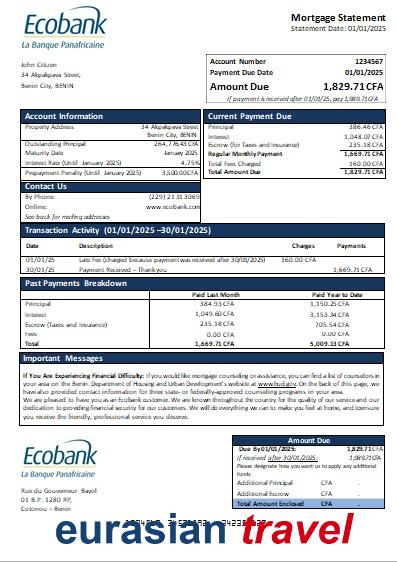 Ecobank
La Banque Panafricaine
Mortgage Statement
Statement Date: 01/01/2025
John Citizen
34 Akpakpava Street,
Benin City, BENIN
Account Number 1234567
Payment Due Date 01/01/2025
Amount Due 1,829.71CFA
If payment is received after 01/01/25, pay 1,989.71CFA
Account Information
Property Address 34 Akpakpava Street
Benin City, BENIN
Outstanding Principal 264,776.43 CFA
Maturity Date January 2025
Interest Rate (Until January 2025) 4.75%
Prepayment Penalty (Until January 2025) 3,500.00CFA
Contact Us
By Phone: (229) 21 31 3069
Online: www.ecobank.com
See back for mailing addresses
Current Payment Due
Principal 386.46 CFA
Interest 1,048.07 CFA
Escrow (for Taxes and Insurance) 235.18 CFA
Regular Monthly Payment 1,669.71 CFA
Total Fees Charged 160.00 CFA
Total Amount Due 1,829.71 CFA
Transaction Activity (01/01/2025 –30/01/2025)
Date Description Charges Payments
01/01/25 Late Fee (charged because payment was received after 30/01/2025) 160.00 CFA
30/01/25 Payment Received – Thank you 1,669.71 CFA
Past Payments Breakdown
Paid Last Month Paid Year to Date
Principal 384.93 CFA 1,150.25 CFA
Interest 1,049.60 CFA 3,153.34 CFA
Escrow (Taxes and Insurance) 235.18 CFA 705.54 CFA
Fees 0.00 CFA 0.00 CFA
Total 1,669.71 CFA 5,009.13 CFA
Important Messages
If You Are Experiencing Financial Difficulty: If you would like mortgage counseling or assistance, you can find a list of counselors in
your area on the Benin. Department of Housing and Urban Development's website at www.hud.gov. On the back of this page, we
have also provided contact information for three state- or federally-approved counseling programs in your area.
We are pleased to have you as an Ecobank customer. We are known throughout the country for the quality of our service and our
dedication to providing financial security for our customers. We will do everything we can to make you feel at home, and to ensure
you receive the friendly, professional service you deserve.
Ecobank
La Banque Panafricaine
Rue du Gouverneur Bayol
01 B.P. 1280 RP,
Cotonou – Benin
Amount Due
Due By 01/01/2025: 1,829.71CFA
If received after 30/01/2025: 1,989.71CFA
Please designate how you want us to apply any additional
funds.
Additional Principal CFA .
Additional Escrow CFA .
Total Amount Enclosed CFA .
eurasian travel